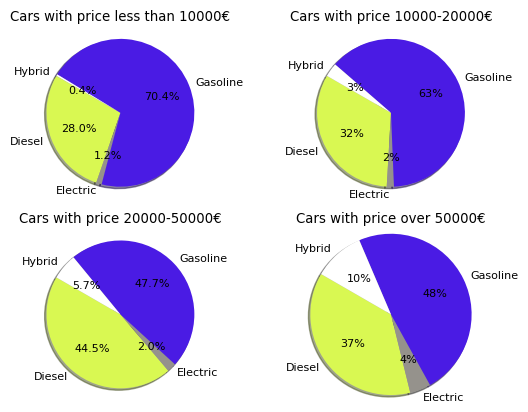 Cars with price less than 10000€
Hybrid
Gasoline
0.4%
70.4%
28.0%
Diesel
1.2%
Electric
Cars with price 10000-20000€
Hybrid
Gasoline
3%
63%
32%
Diesel
2%
Electric
Cars with price 20000-50000€
Hybrid
Gasoline
5.7%
47.7%
44.5%
2.0%
Diesel
Electric
Cars with price over 50000€
Hybrid
Gasoline
10%
48%
37%
4%
Diesel
Electric